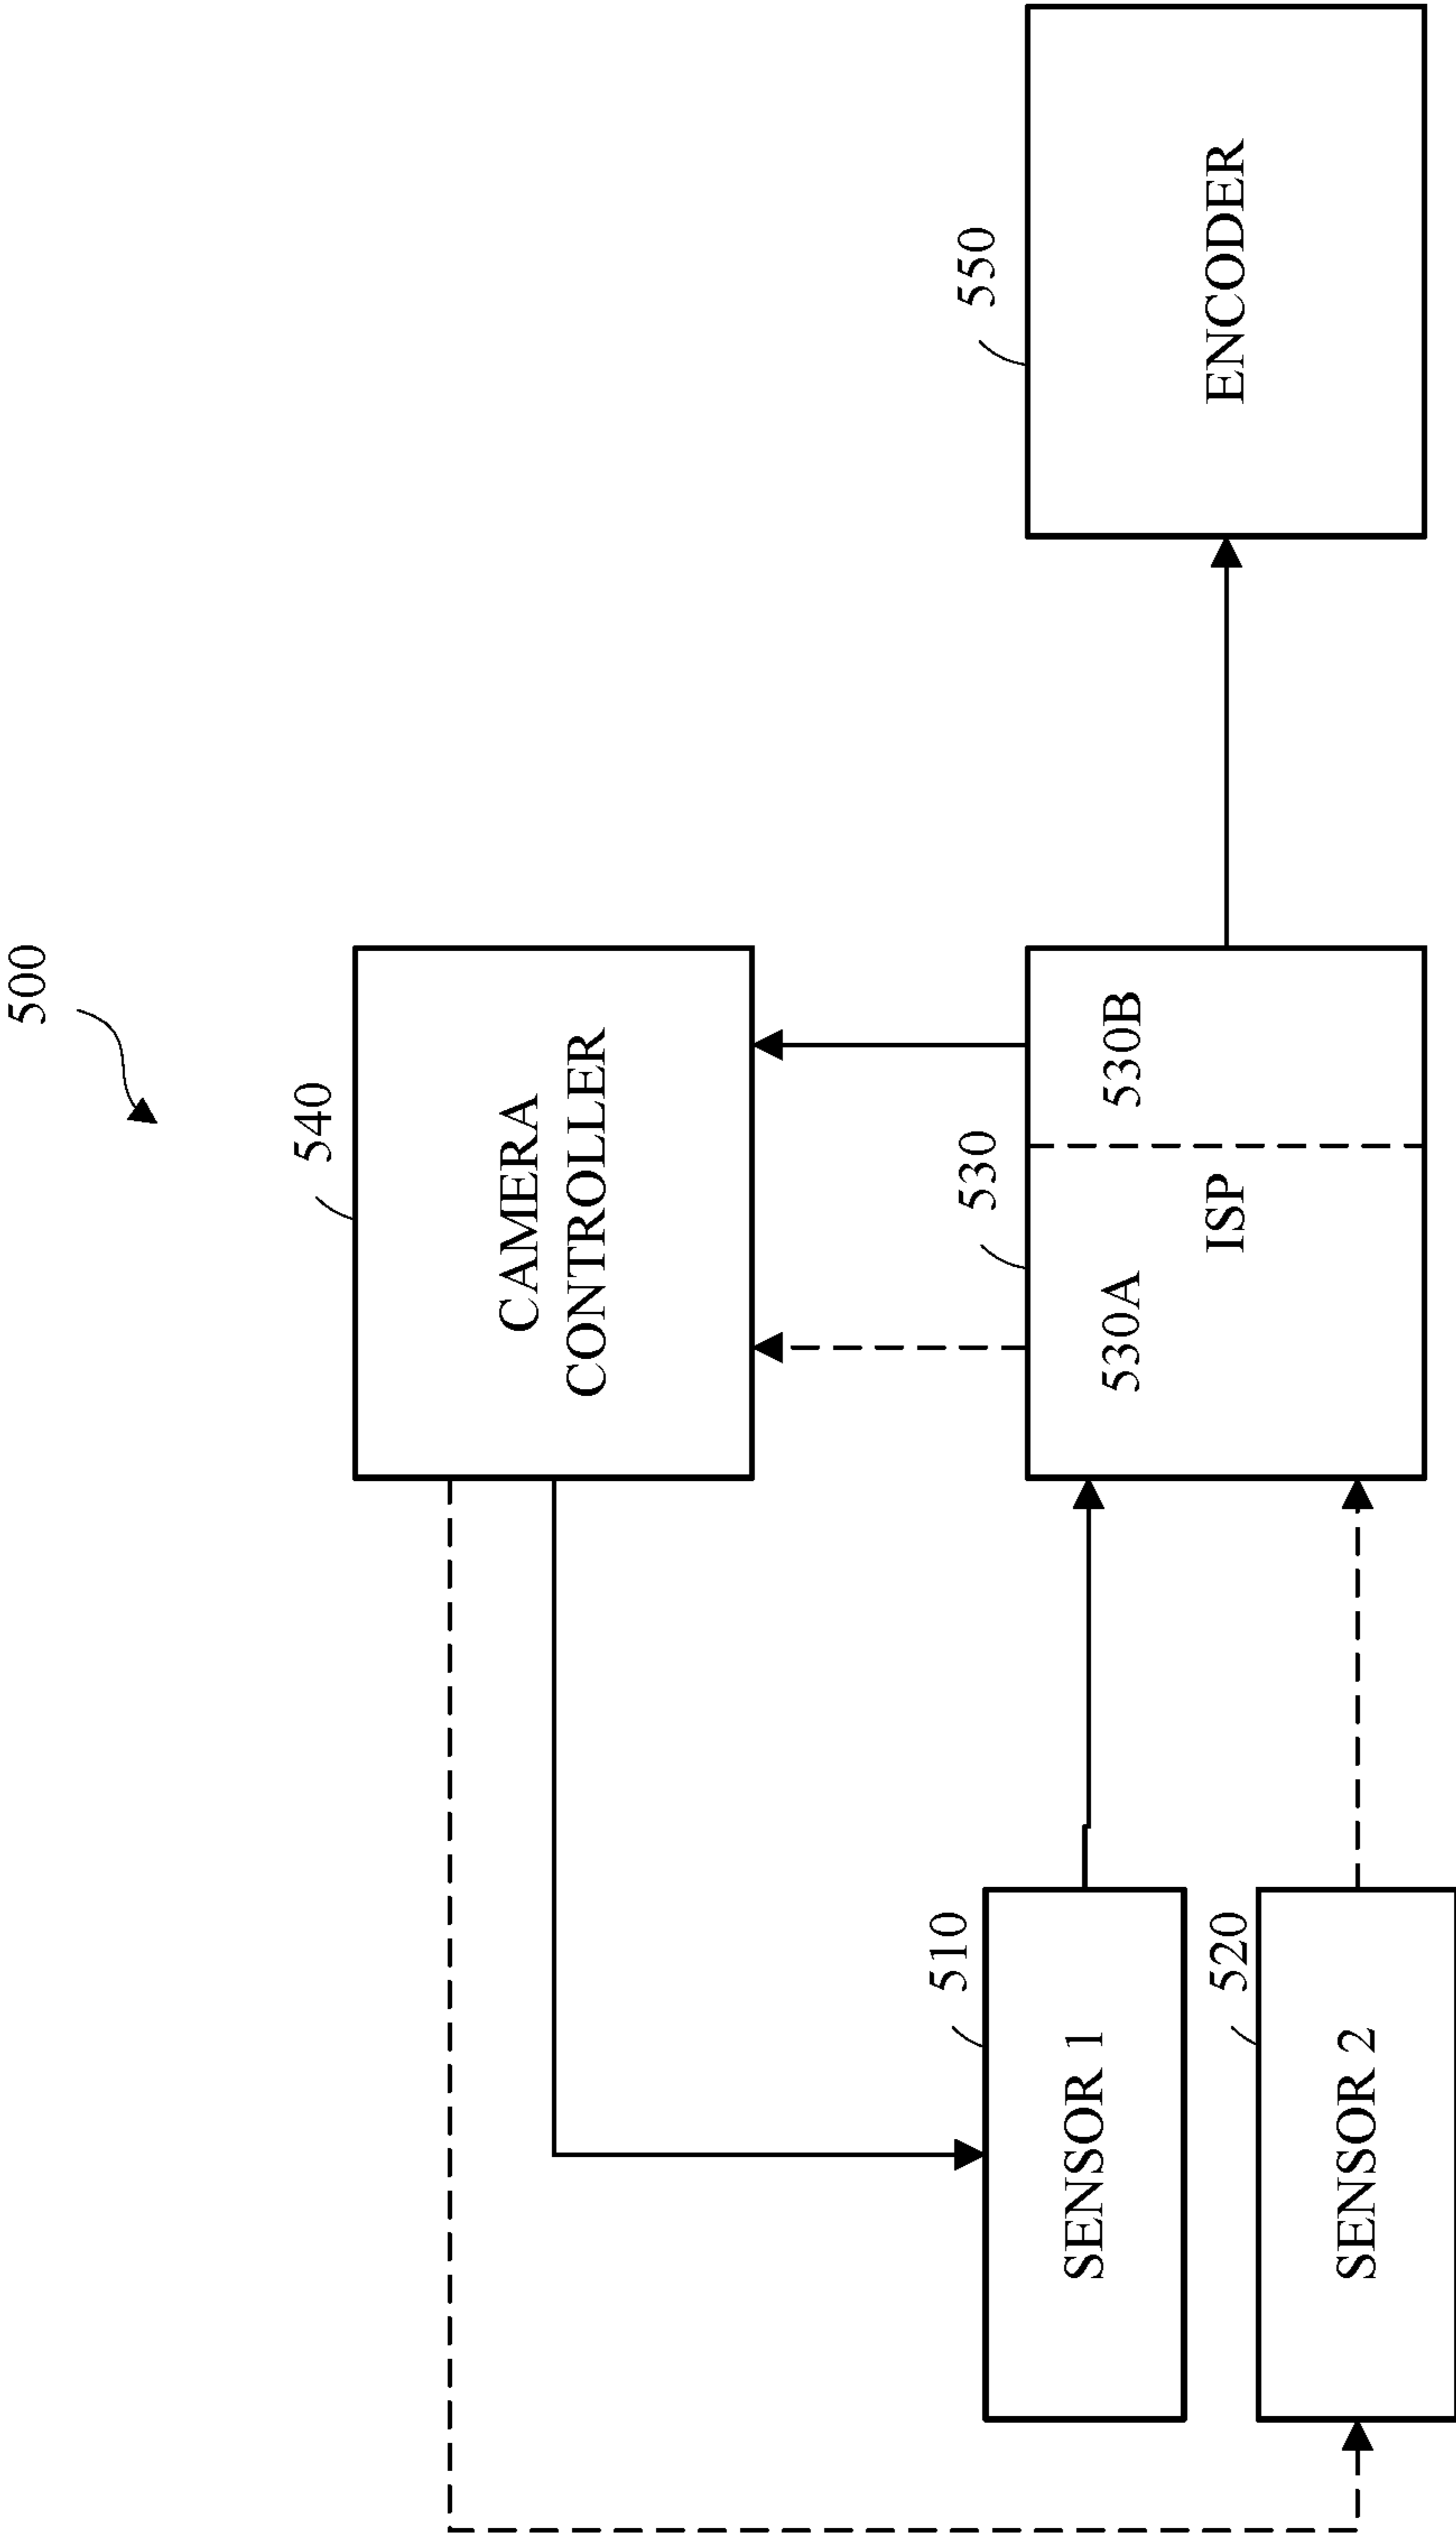 500
540
CAMERA
CONTROLLER
510
SENSOR 1
520
SENSOR 2
530
530A
530B
ISP
550
ENCODER